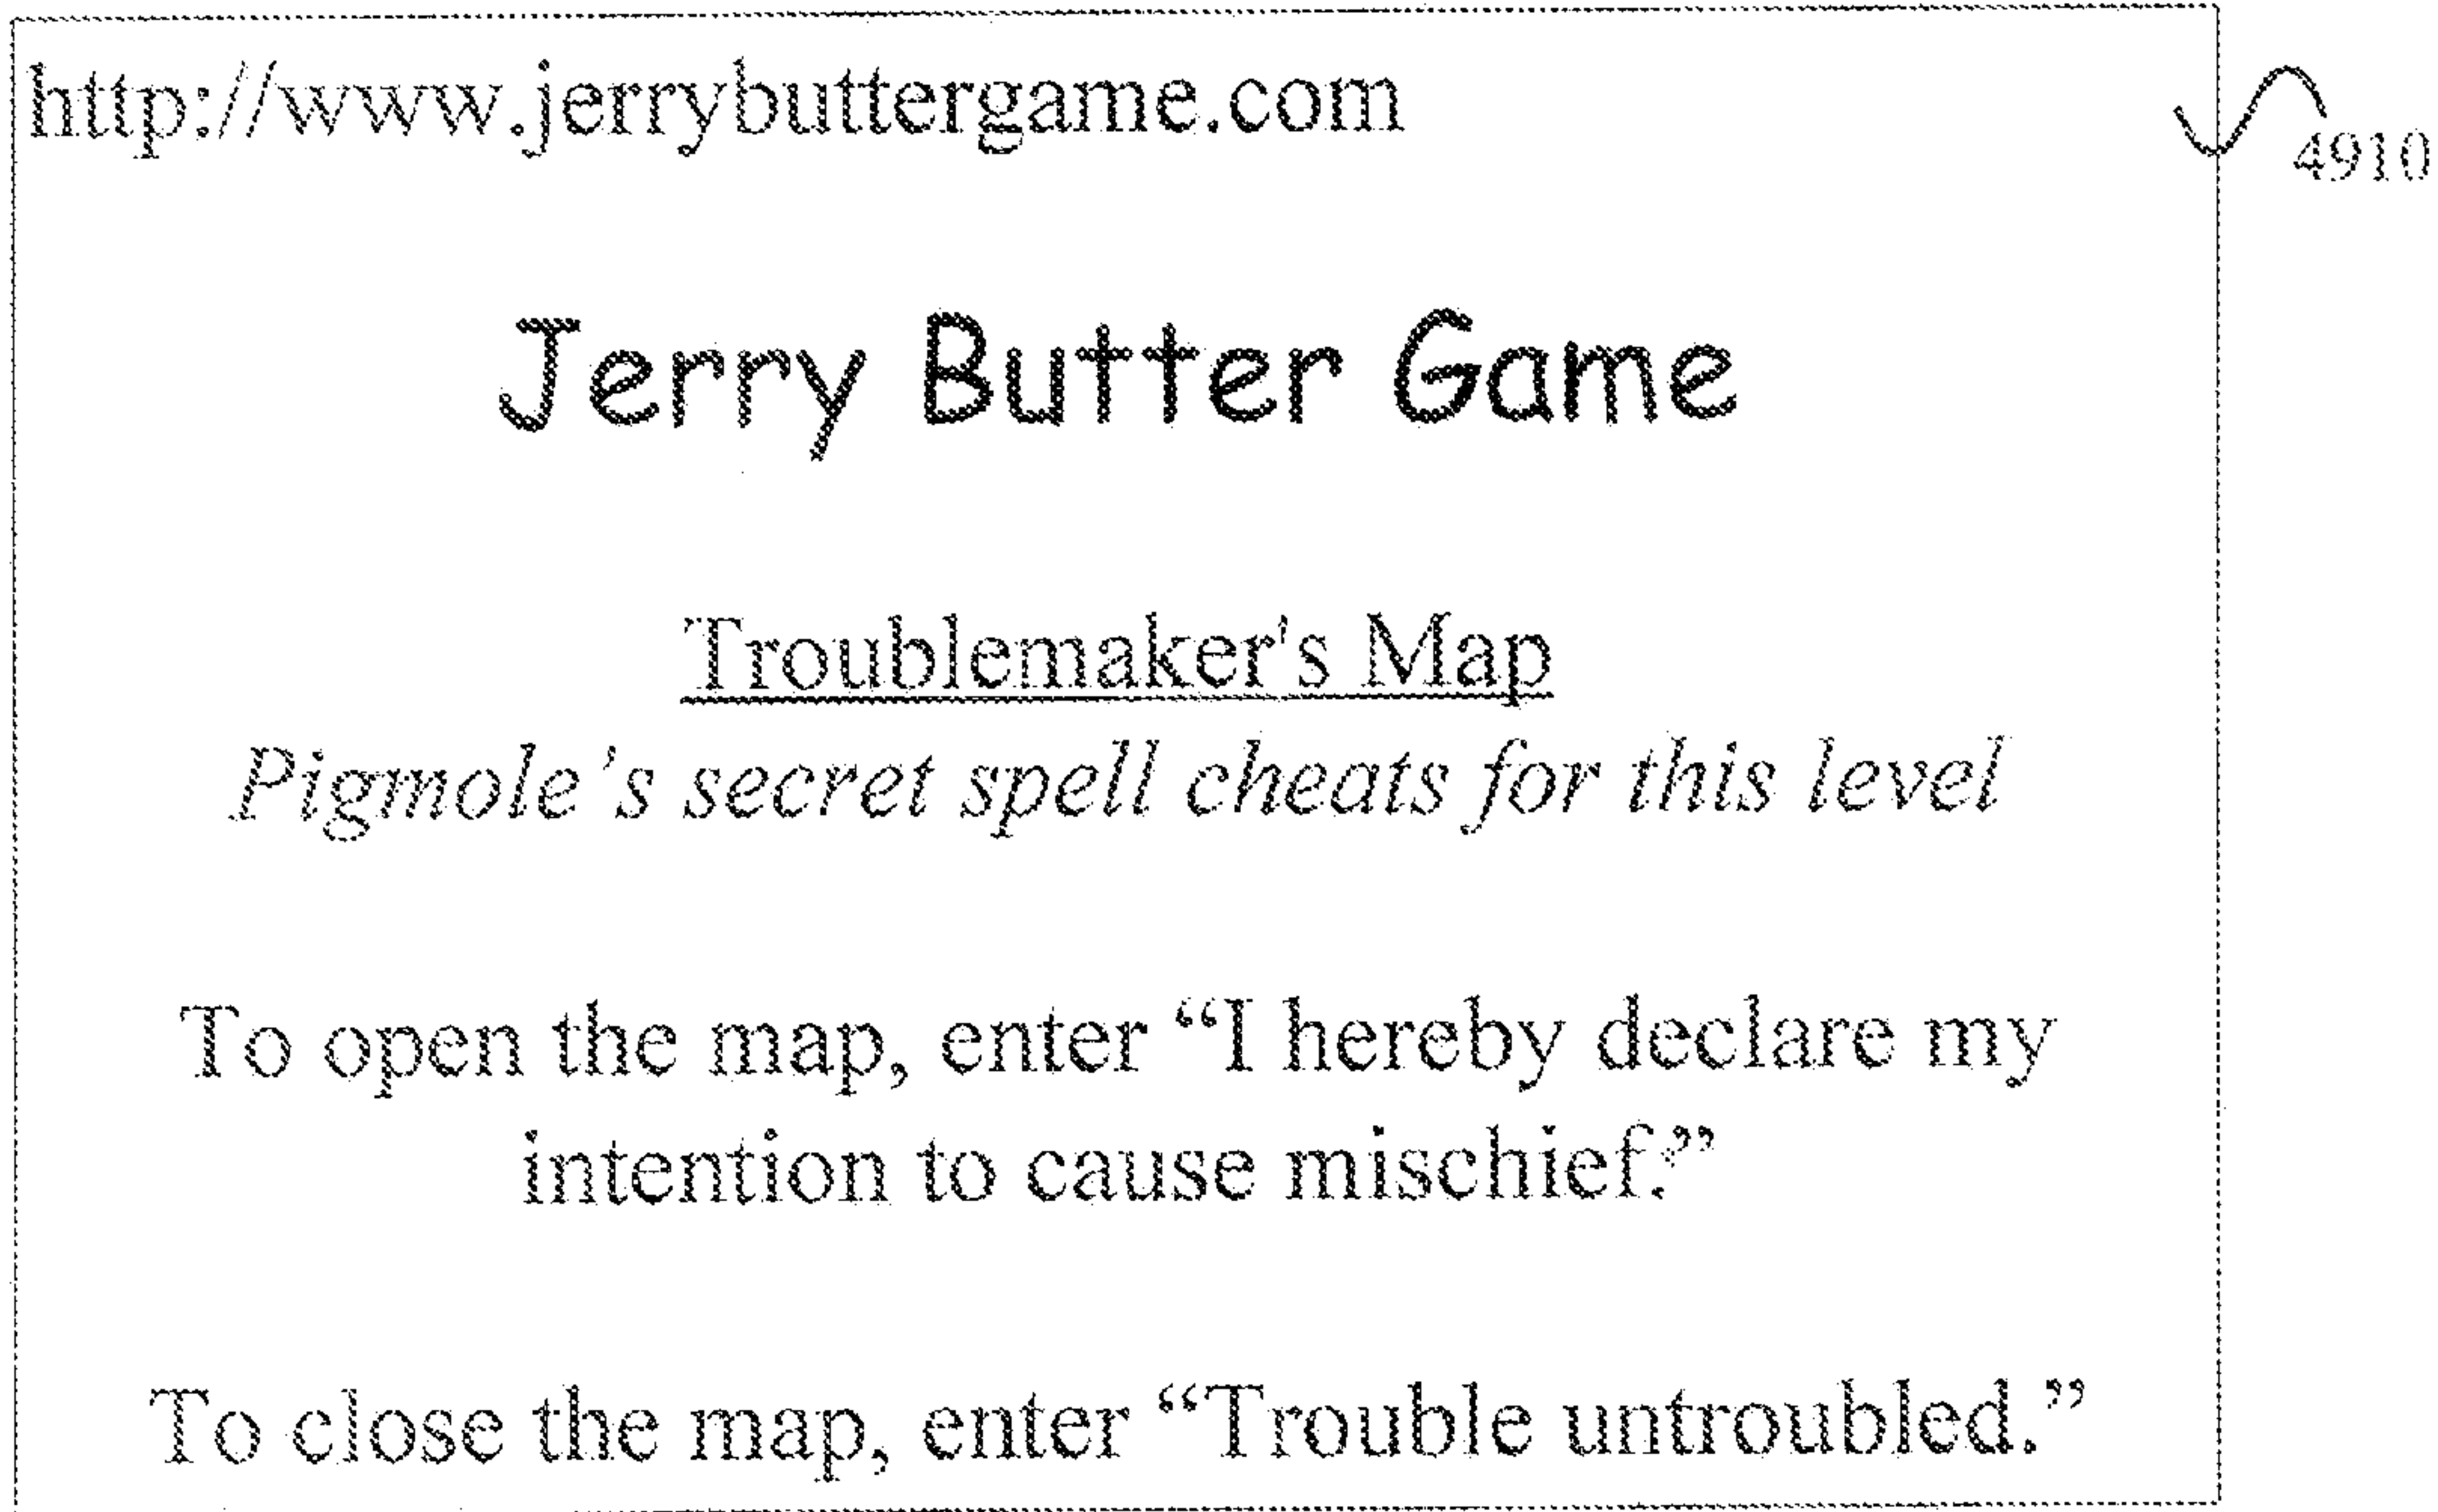 http://www.jerrybuttergame.com
4910
Jerry Butter Game
Troublemaker's Map
Pigmole's secret spell cheats for this level
To open the map, enter “I hereby declare my
intention to cause mischief.”
To close the map, enter “Trouble untroubled.”